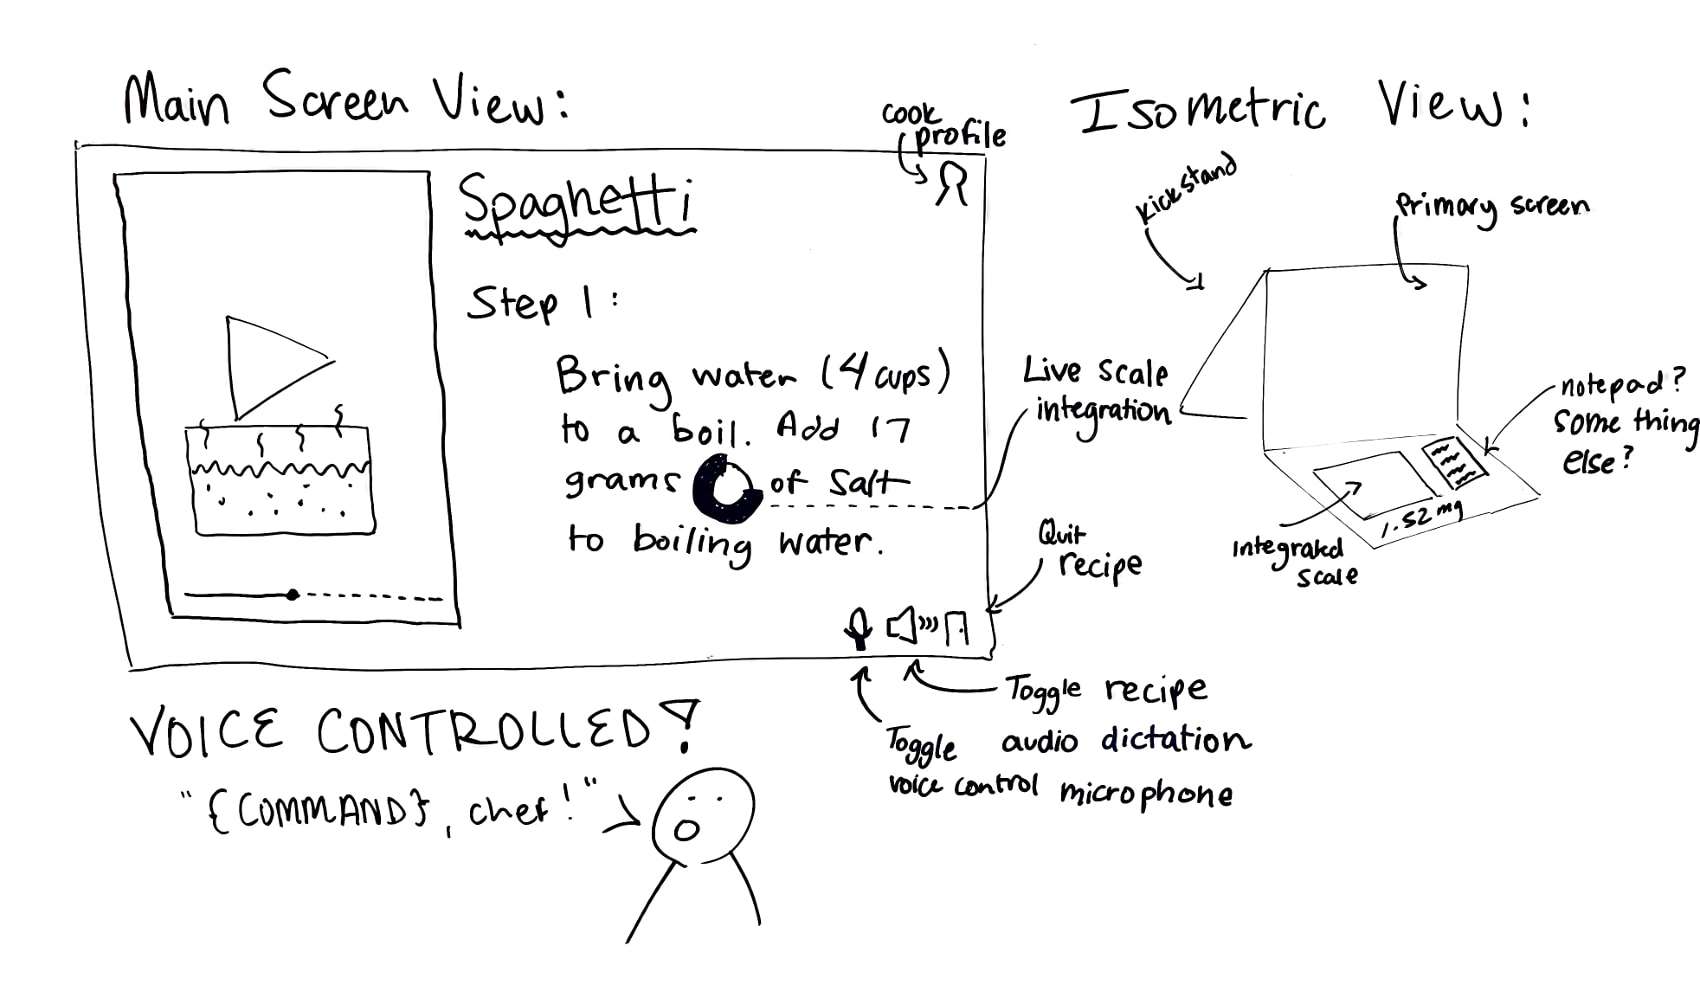 Main Screen View:
cook
profile
Spaghetti
Step 1:
Bring water (4 cups)
to a boil. Add 17
grams of salt
to boiling water.
Live scale
integration
Quit
recipe
Toggle recipe
audio dictation
Toggle
voice control microphone
VOICE CONTROLLED!
"{COMMAND}, chef!"
Isometric View:
kickstand
Primary screen
notepad?
Some thing
else?
1.52 mg
Integrated
scale